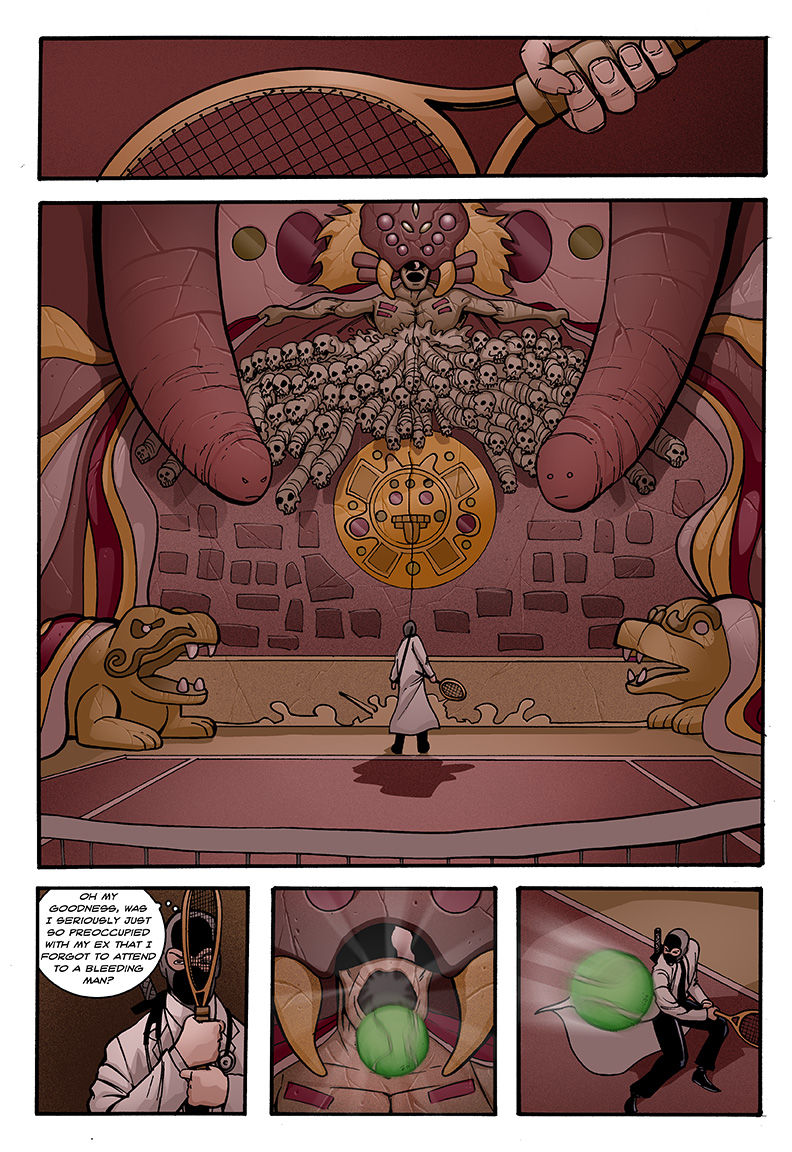 OH MY
GOODNESS, WAS
I SERIOUSLY JUST
SO PREOCCUPIED
WITH MY EX THAT I
FORGOT TO ATTEND
TO A BLEEDING
MAN?